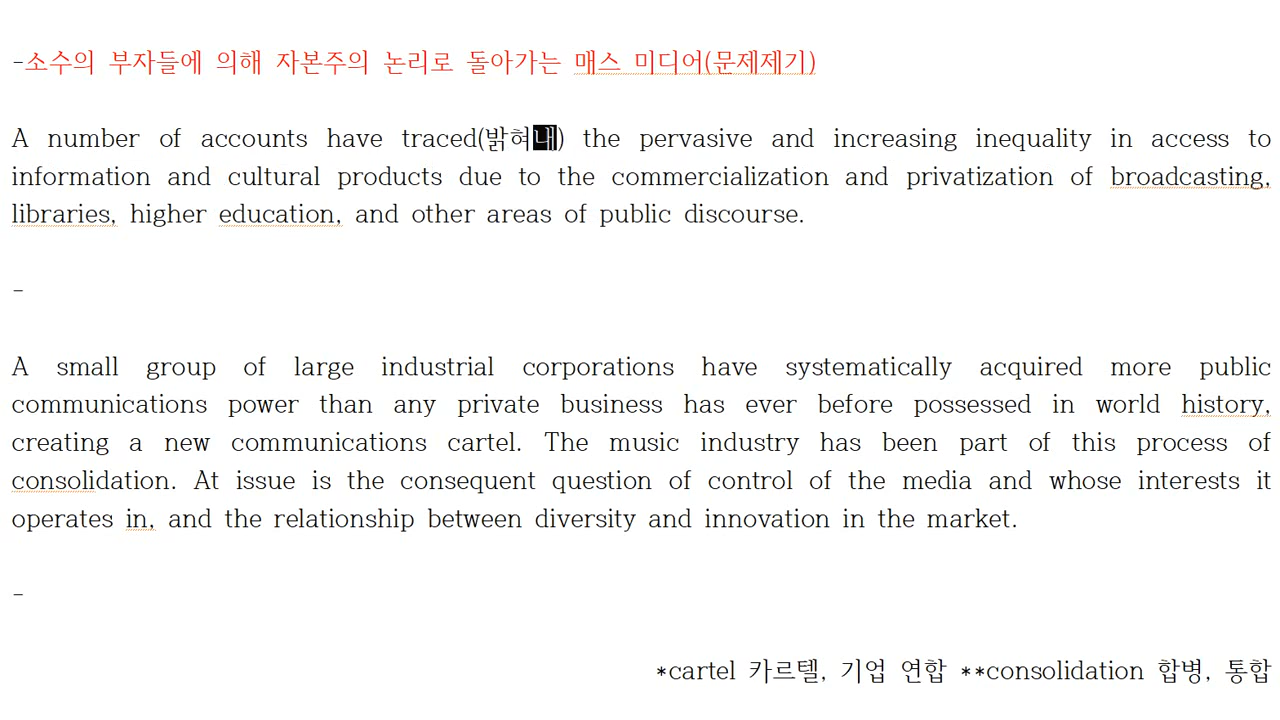 -소수의 부자들에 의해 자본주의 논리로 돌아가는 매스 미디어(문제제기)
A number of accounts have traced(밝혀내) the pervasive and increasing inequality in access to
information and cultural products due to the commercialization and privatization of broadcasting,
libraries, higher education, and other areas of public discourse.
-
A small group of large industrial corporations have systematically acquired more public
communications power than any private business has ever before possessed in world history,
creating a new communications cartel. The music industry has been part of this process of
consolidation. At issue is the consequent question of control of the media and whose interests it
operates in, and the relationship between diversity and innovation in the market.
-
*cartel 카르텔, 기업 연합 **consolidation 합병, 통합